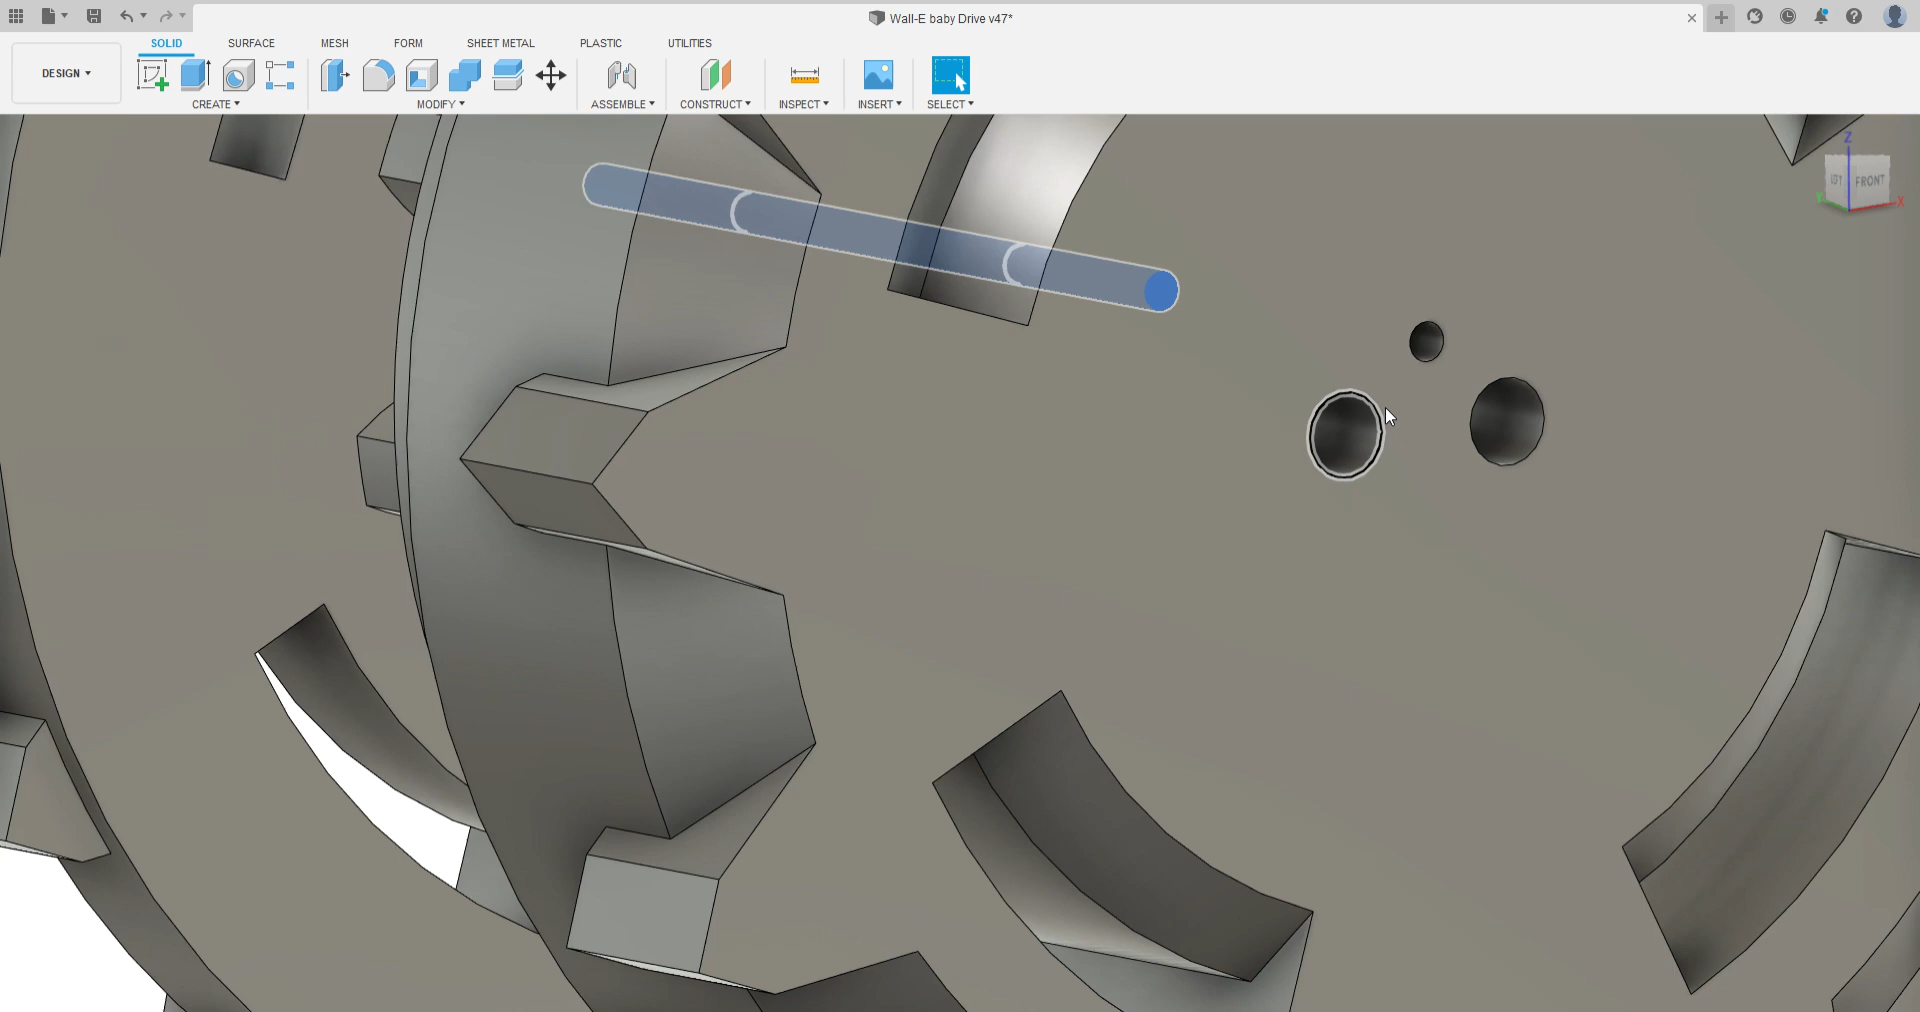 Wall-E baby Drive v47*
SOLID SURFACE MESH FORM SHEET METAL PLASTIC UTILITIES
DESIGN
CREATE MODIFY ASSEMBLE CONSTRUCT INSPECT INSERT SELECT
Z
FRONT
X